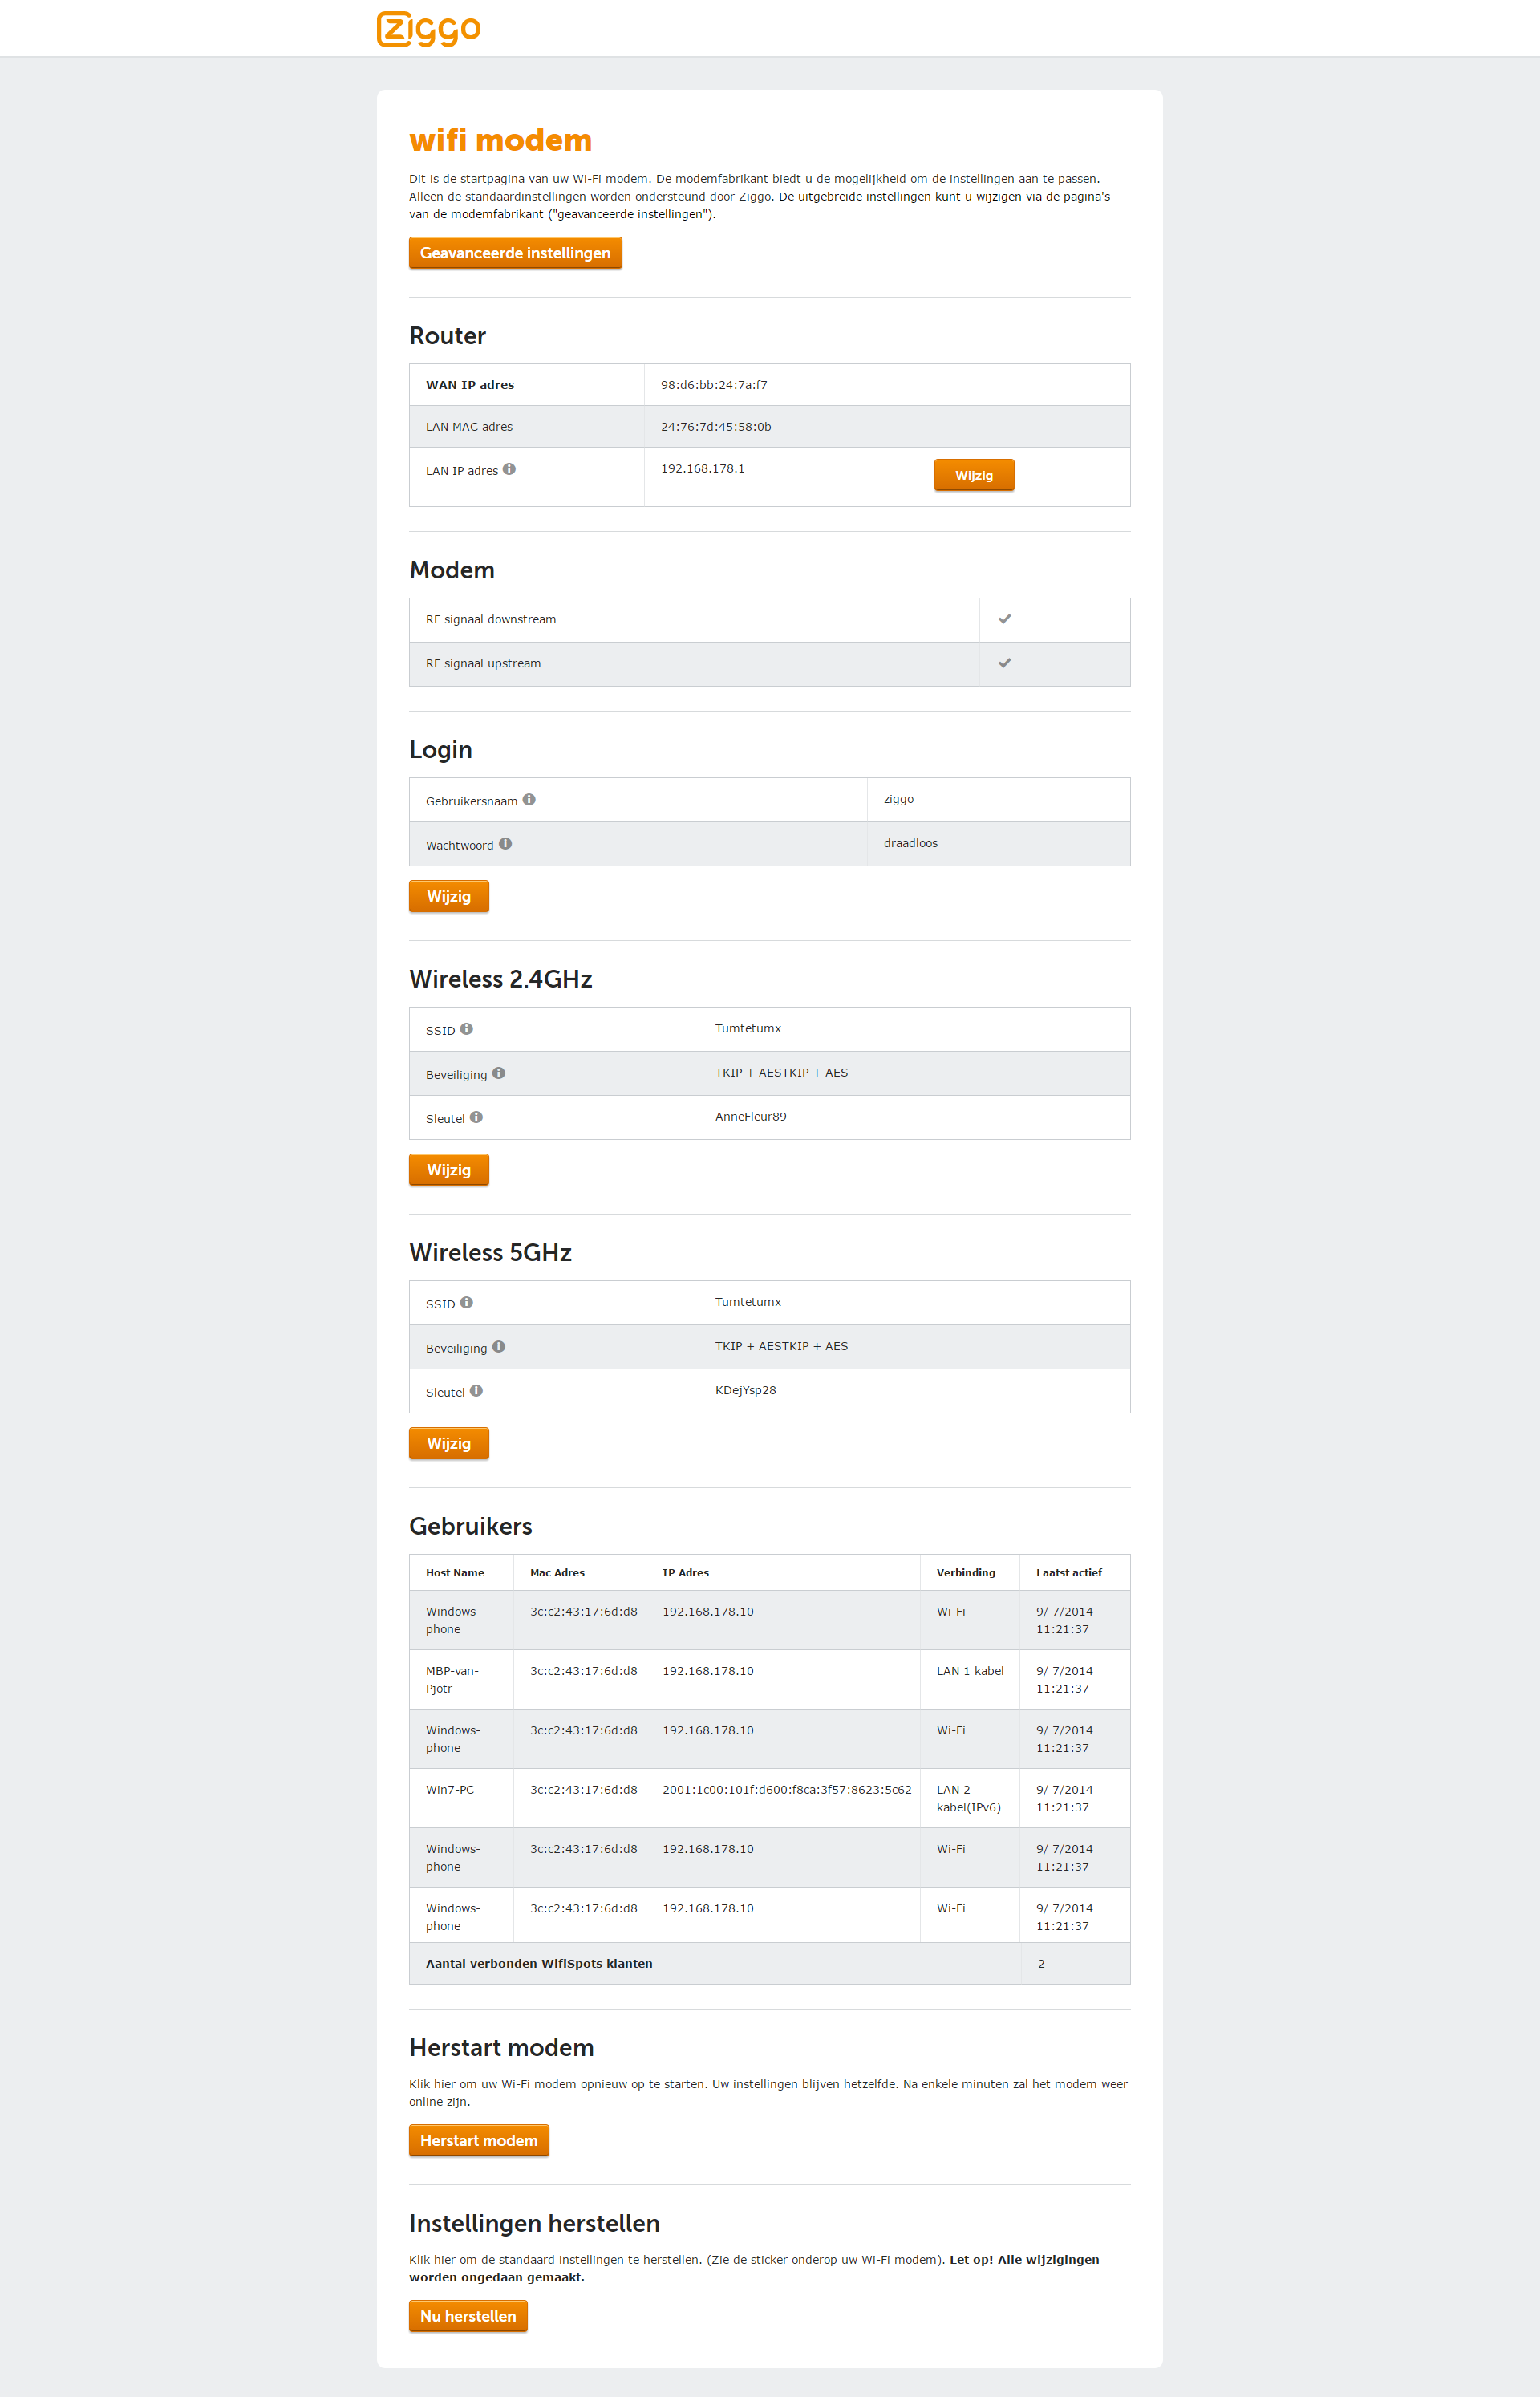 ziggo
wifi modem
Dit is de startpagina van uw Wi-Fi modem. De modemfabrikant biedt u de mogelijkheid om de instellingen aan te passen.
Alleen de standaardinstellingen worden ondersteund door Ziggo. De uitgebreide instellingen kunt u wijzigen via de pagina's
van de modemfabrikant ("geavanceerde instellingen").
Geavanceerde instellingen
Router
WAN IP adres 98:d6:bb:24:7a:f7
LAN MAC adres 24:76:7d:45:58:0b
LAN IP adres 192.168.178.1 Wijzig
Modem
RF signaal downstream
RF signaal upstream
Login
Gebruikersnaam ziggo
Wachtwoord draadloos
Wijzig
Wireless 2.4GHz
SSID Tumtetumx
Beveiliging TKIP + AESTKIP + AES
Sleutel AnneFleur89
Wijzig
Wireless 5GHz
SSID Tumtetumx
Beveiliging TKIP + AESTKIP + AES
Sleutel KDejYsp28
Wijzig
Gebruikers
Host Name Mac Adres IP Adres Verbinding Laatst actief
Windows- 3c:c2:43:17:6d:d8 192.168.178.10 Wi-Fi 9/ 7/2014
phone 11:21:37
MBP-van- 3c:c2:43:17:6d:d8 192.168.178.10 LAN 1 kabel 9/ 7/2014
Pjotr 11:21:37
Windows- 3c:c2:43:17:6d:d8 192.168.178.10 Wi-Fi 9/ 7/2014
phone 11:21:37
Win7-PC 3c:c2:43:17:6d:d8 2001:1c00:101f:d600:f8ca:3f57:8623:5c62 LAN 2 9/ 7/2014
kabel(IPv6) 11:21:37
Windows- 3c:c2:43:17:6d:d8 192.168.178.10 Wi-Fi 9/ 7/2014
phone 11:21:37
Windows- 3c:c2:43:17:6d:d8 192.168.178.10 Wi-Fi 9/ 7/2014
phone 11:21:37
Aantal verbonden WifiSpots klanten 2
Herstart modem
Klik hier om uw Wi-Fi modem opnieuw op te starten. Uw instellingen blijven hetzelfde. Na enkele minuten zal het modem weer
online zijn.
Herstart modem
Instellingen herstellen
Klik hier om de standaard instellingen te herstellen. (Zie de sticker onderop uw Wi-Fi modem). Let op! Alle wijzigingen
worden ongedaan gemaakt.
Nu herstellen